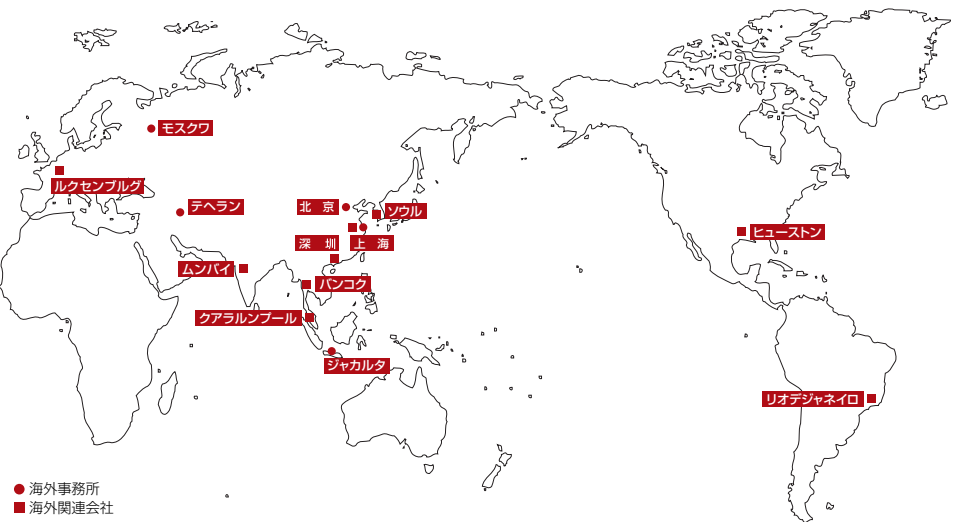 モスクワ
ルクセンブルグ
テヘラン
北　京
ソウル
深　圳
上　海
ヒューストン
ムンバイ
バンコク
クアラルンプール
ジャカルタ
リオデジャネイロ
● 海外事務所
■ 海外関連会社